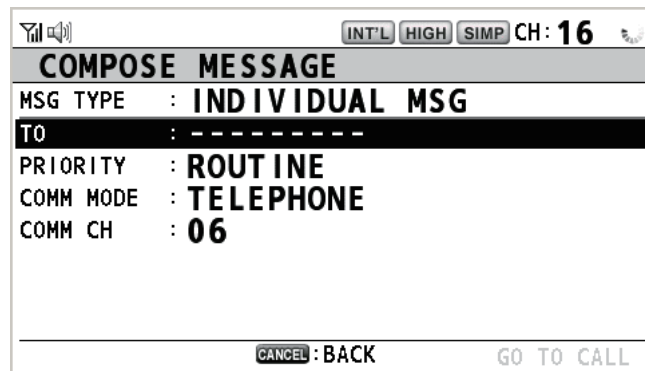 INT'L HIGH SIMP CH: 16
COMPOSE MESSAGE
MSG TYPE : INDIVIDUAL MSG
TO : ---------
PRIORITY : ROUTINE
COMM MODE : TELEPHONE
COMM CH : 06
CANCEL : BACK GO TO CALL